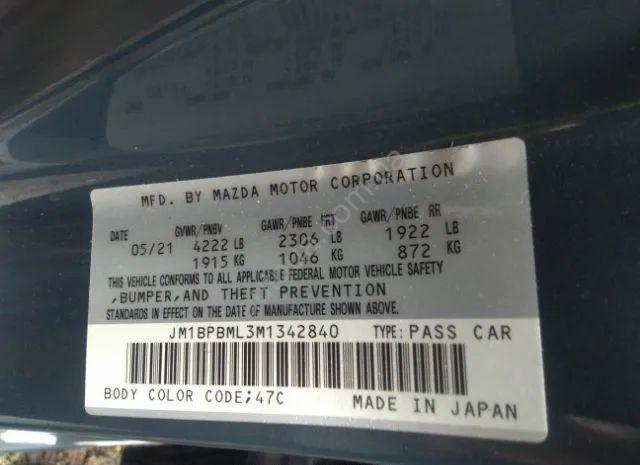 MFD. BY MAZDA MOTOR CORPORATION
DATE GVWR/PNBV GAWR/PNBE FRT GAWR/PNBE RR
05/21 4222 LB 2306 LB 1922 LB
1915 KG 1046 KG 872 KG
THIS VEHICLE CONFORMS TO ALL APPLICABLE FEDERAL MOTOR VEHICLE SAFETY
,BUMPER,AND THEFT PREVENTION
STANDARDS IN EFFECT ON THE DATE OF MANUFACTURE SHOWN ABOVE.
JM1BPBML3M1342840 TYPE: PASS CAR
BODY COLOR CODE;47C MADE IN JAPAN